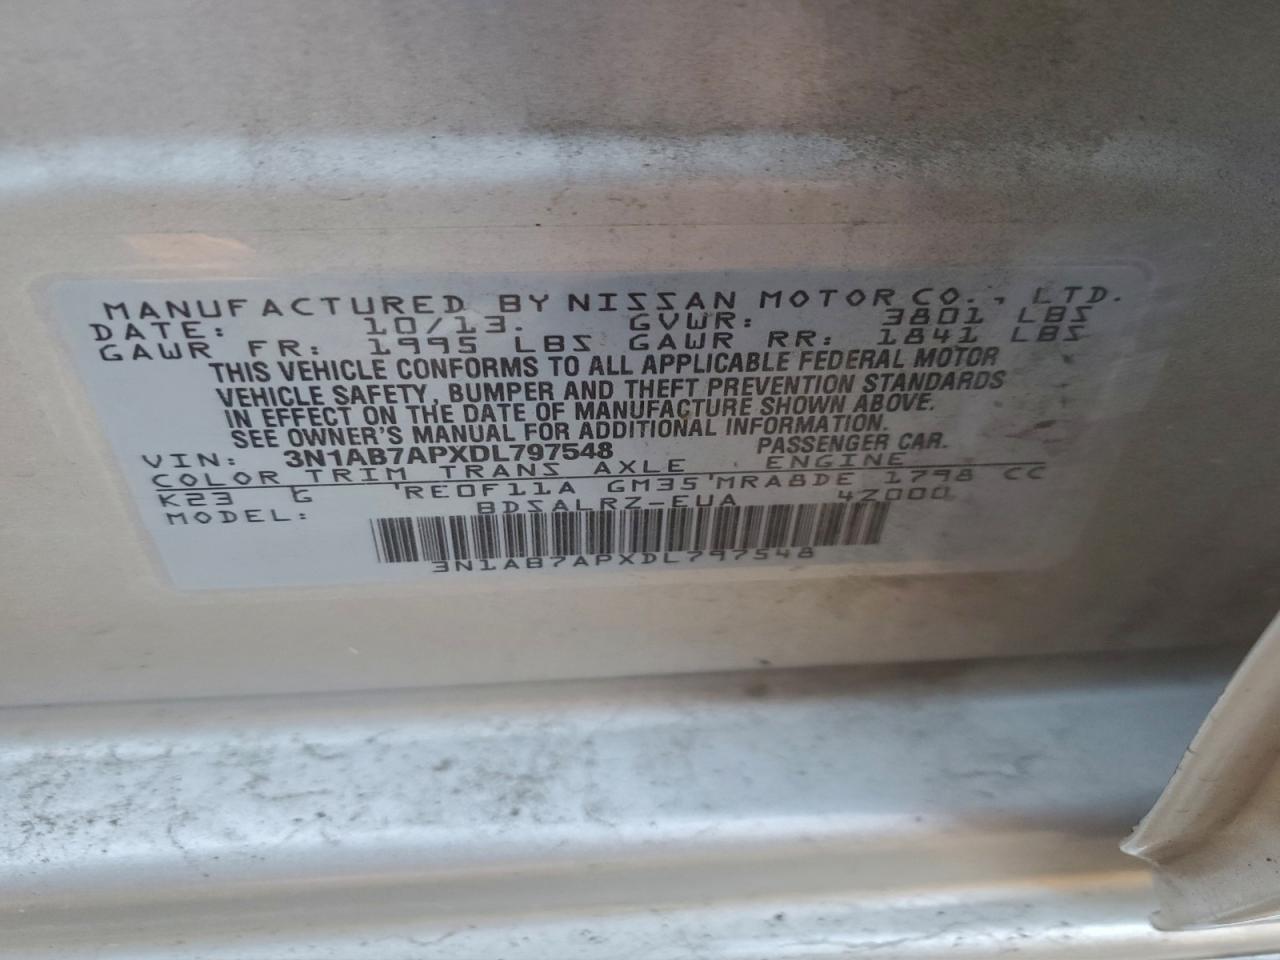 MANUFACTURED BY NISSAN MOTOR CO., LTD.
DATE: 10/13. GVWR: 3801 LBS
GAWR FR: 1995 LBS GAWR RR: 1841 LBS
THIS VEHICLE CONFORMS TO ALL APPLICABLE FEDERAL MOTOR
VEHICLE SAFETY, BUMPER AND THEFT PREVENTION STANDARDS
IN EFFECT ON THE DATE OF MANUFACTURE SHOWN ABOVE.
SEE OWNER'S MANUAL FOR ADDITIONAL INFORMATION.
VIN: 3N1AB7APXDL797548 PASSENGER CAR.
COLOR TRIM TRANS AXLE ENGINE
K23 G RE0F11A GM35 MRA8DE 1798 CC
MODEL: BDSALRZ-EUA 4Z000
3N1AB7APXDL797548